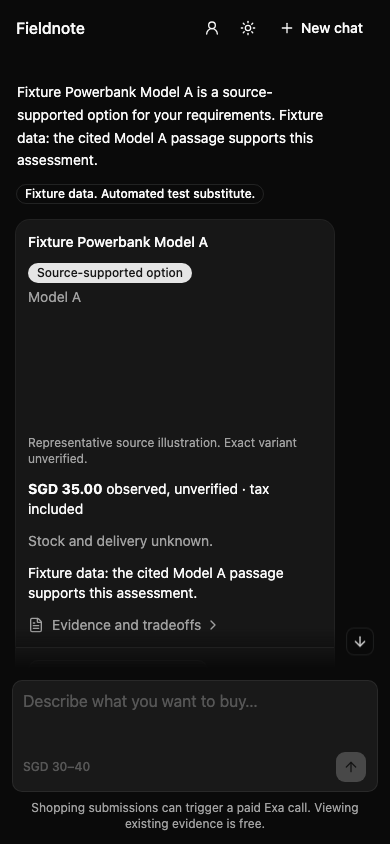 Fieldnote
New chat
Fixture Powerbank Model A is a source-
supported option for your requirements. Fixture
data: the cited Model A passage supports this
assessment.
Fixture data. Automated test substitute.
Fixture Powerbank Model A
Source-supported option
Model A
Representative source illustration. Exact variant
unverified.
SGD 35.00 observed, unverified · tax
included
Stock and delivery unknown.
Fixture data: the cited Model A passage
supports this assessment.
Evidence and tradeoffs
Describe what you want to buy...
SGD 30–40
Shopping submissions can trigger a paid Exa call. Viewing
existing evidence is free.